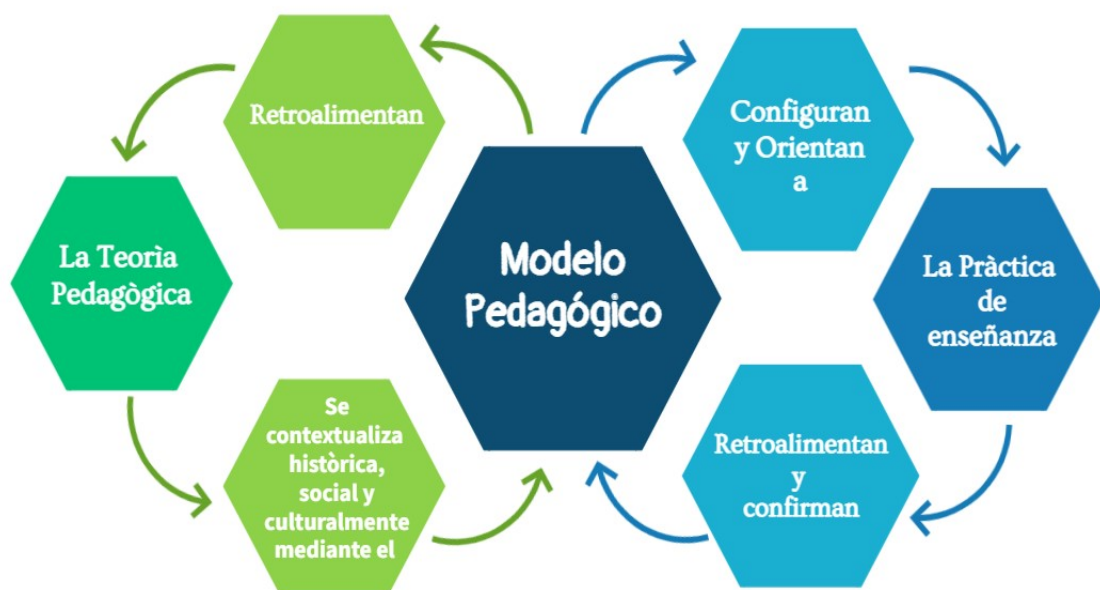 Retroalimentan
La Teorìa
Pedagògica
Se
contextualiza
històrica,
social y
culturalmente
mediante el
Modelo
Pedagógico
Configuran
y Orientan
a
La Pràctica
de
enseñanza
Retroalimentan
y
confirman